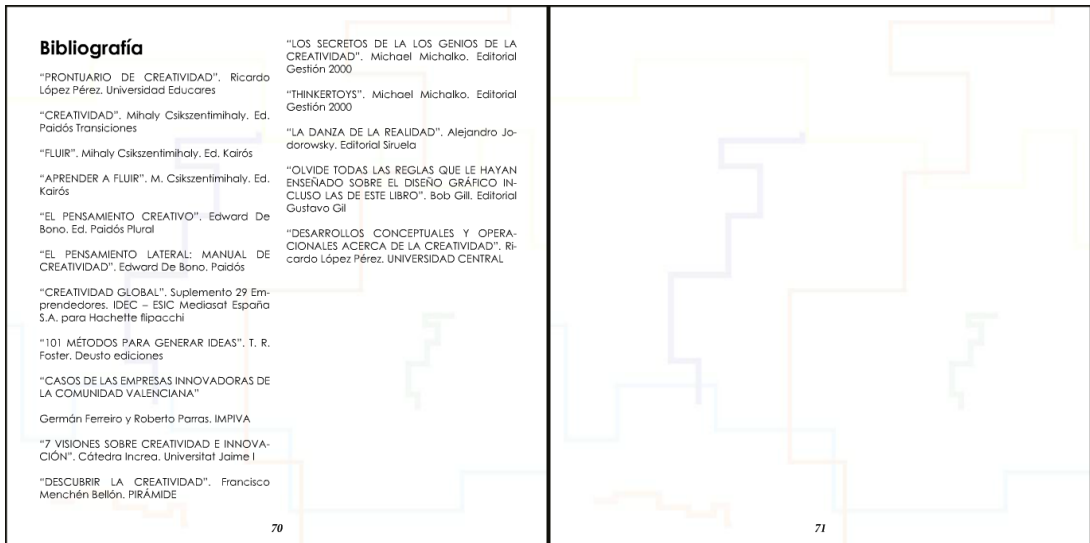 Bibliografía
“PRONTUARIO DE CREATIVIDAD”. Ricardo
López Pérez. Universidad Educares
“CREATIVIDAD”. Mihaly Csikszentimihaly. Ed.
Paidós Transiciones
“FLUIR”. Mihaly Csikszentimihaly. Ed. Kairós
“APRENDER A FLUIR”. M. Csikszentimihaly. Ed.
Kairós
“EL PENSAMIENTO CREATIVO”. Edward De
Bono. Ed. Paidós Plural
“EL PENSAMIENTO LATERAL: MANUAL DE
CREATIVIDAD”. Edward De Bono. Paidós
“CREATIVIDAD GLOBAL”. Suplemento 29 Em-
prendedores. IDEC – ESIC Mediasat España
S.A. para Hachette flipacchi
“101 MÉTODOS PARA GENERAR IDEAS”. T. R.
Foster. Deusto ediciones
“CASOS DE LAS EMPRESAS INNOVADORAS DE
LA COMUNIDAD VALENCIANA”
Germán Ferreiro y Roberto Parras. IMPIVA
“7 VISIONES SOBRE CREATIVIDAD E INNOVA-
CIÓN”. Cátedra Increa. Universitat Jaime I
“DESCUBRIR LA CREATIVIDAD”. Francisco
Menchén Bellón. PIRÁMIDE
“LOS SECRETOS DE LA LOS GENIOS DE LA
CREATIVIDAD”. Michael Michalko. Editorial
Gestión 2000
“THINKERTOYS”. Michael Michalko. Editorial
Gestión 2000
“LA DANZA DE LA REALIDAD”. Alejandro Jo-
dorowsky. Editorial Siruela
“OLVIDE TODAS LAS REGLAS QUE LE HAYAN
ENSEÑADO SOBRE EL DISEÑO GRÁFICO IN-
CLUSO LAS DE ESTE LIBRO”. Bob Gill. Editorial
Gustavo Gil
“DESARROLLOS CONCEPTUALES Y OPERA-
CIONALES ACERCA DE LA CREATIVIDAD”. Ri-
cardo López Pérez. UNIVERSIDAD CENTRAL
70
71